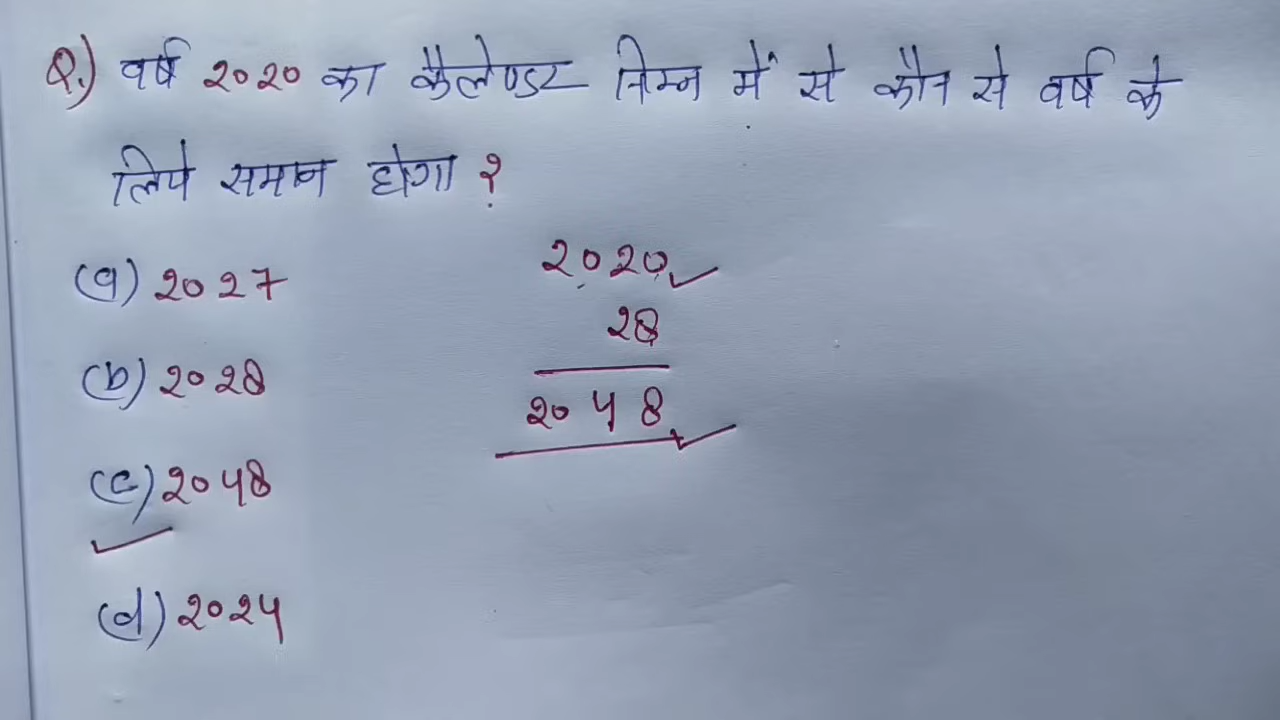 Q.) वर्ष 2020 का कैलेण्डर निम्न में से कौन से वर्ष के
लिये समान होगा ?
(a) 2027
(b) 2028
(c) 2048
(d) 2024
2020
28
2048